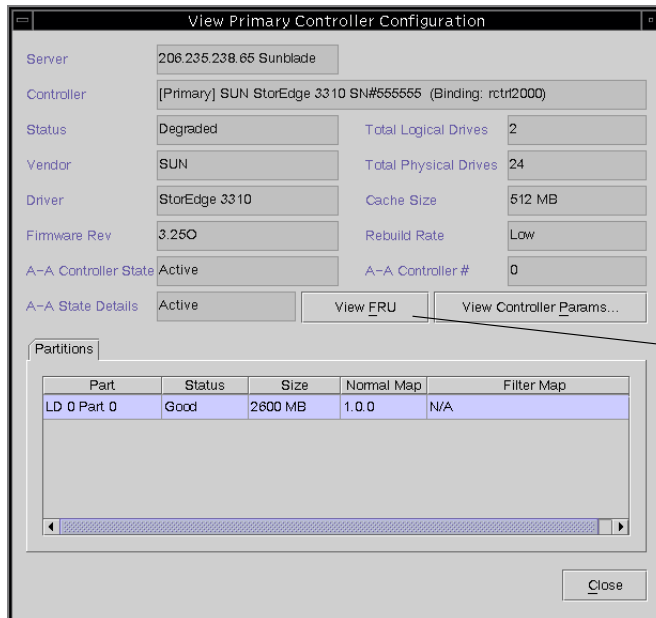 View Primary Controller Configuration
Server 206.235.238.65 Sunblade
Controller [Primary] SUN StorEdge 3310 SN#555555 (Binding: rctrl2000)
Status Degraded Total Logical Drives 2
Vendor SUN Total Physical Drives 24
Driver StorEdge 3310 Cache Size 512 MB
Firmware Rev 3.25O Rebuild Rate Low
A-A Controller State Active A-A Controller # 0
A-A State Details Active View FRU View Controller Params...
Partitions
Part Status Size Normal Map Filter Map
LD 0 Part 0 Good 2600 MB 1.0.0 N/A
Close